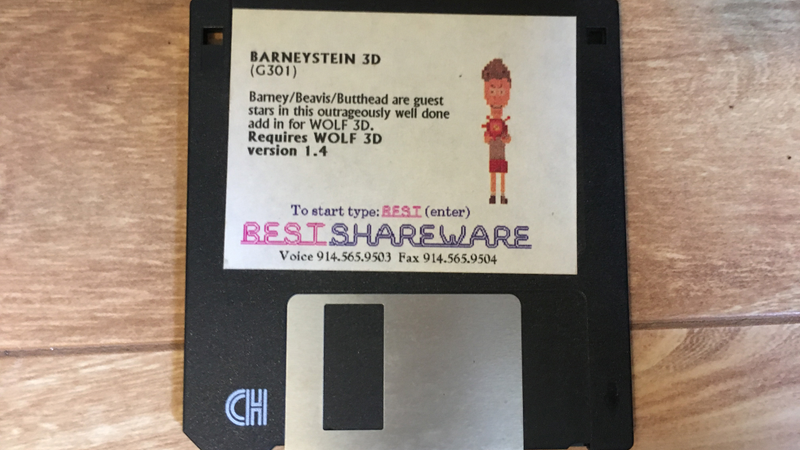 BARNEYSTEIN 3D
(G301)
Barney/Beavis/Butthead are guest
stars in this outrageously well done
add in for WOLF 3D.
Requires WOLF 3D
version 1.4
To start type: BEST (enter)
BEST SHAREWARE
Voice 914.565.9503 Fax 914.565.9504
CH